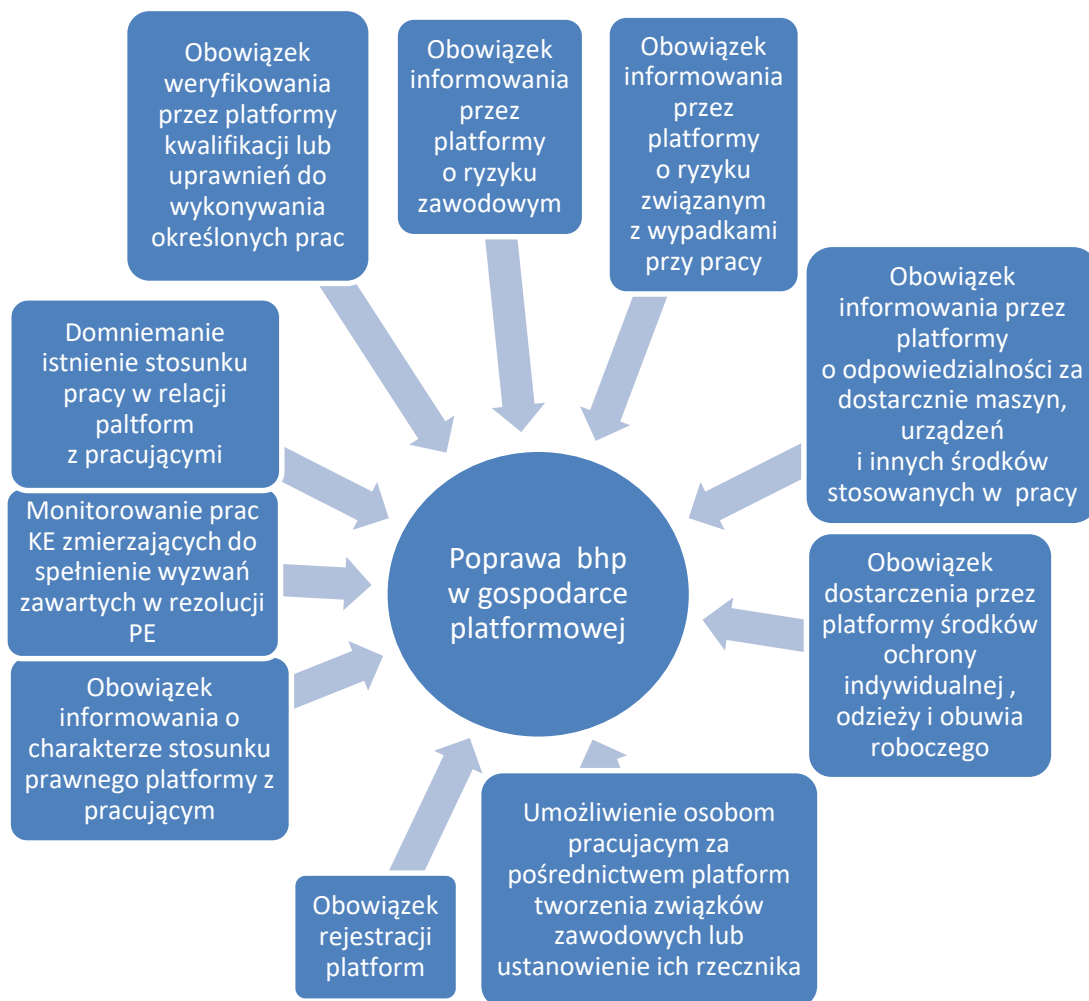 Obowiązek
weryfikowania
przez platformy
kwalifikacji lub
uprawnień do
wykonywania
określonych prac
Obowiązek
informowania
przez
platformy
o ryzyku
zawodowym
Obowiązek
informowania
przez
platformy
o ryzyku
związanym
z wypadkami
przy pracy
Obowiązek
informowania przez
platformy
o odpowiedzialności za
dostarcznie maszyn,
urządzeń
i innych środków
stosowanych w pracy
Obowiązek
dostarczenia przez
platformy środków
ochrony
indywidualnej ,
odzieży i obuwia
roboczego
Umożliwienie osobom
pracujacym za
pośrednictwem platform
tworzenia związków
zawodowych lub
ustanowienie ich rzecznika
Obowiązek
rejestracji
platform
Obowiązek
informowania o
charakterze stosunku
prawnego platformy z
pracującym
Monitorowanie prac
KE zmierzających do
spełnienie wyzwań
zawartych w rezolucji
PE
Domniemanie
istnienie stosunku
pracy w relacji
paltform
z pracującymi
Poprawa bhp
w gospodarce
platformowej